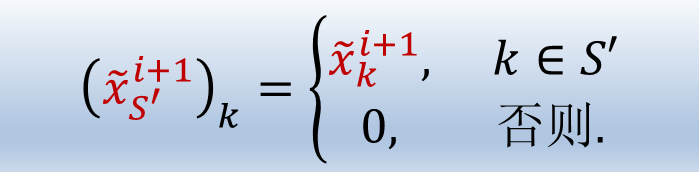 (x̃_{S′}^{i+1})_k = { x̃_k^{i+1}, k ∈ S′
0, 否则.